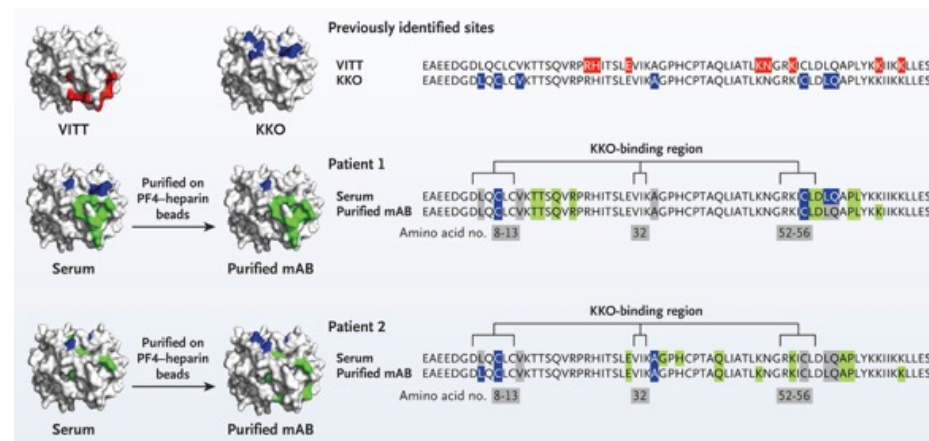 Previously identified sites
VITT EAEEDGDLQCLCVKTTSQVRPRHITSLEVIKAGPHCPTAQLIATLKNGRKICLDLQAPLYKKIIKKLLES
KKO EAEEDGDLQCLCVKTTSQVRPRHITSLEVIKAGPHCPTAQLIATLKNGRKICLDLQAPLYKKIIKKLLES
VITT KKO
Patient 1
KKO-binding region
Purified on
PF4–heparin
beads
Serum EAEEDGDLQCLCVKTTSQVRPRHITSLEVIKAGPHCPTAQLIATLKNGRKICLDLQAPLYKKIIKKLLES
Purified mAB EAEEDGDLQCLCVKTTSQVRPRHITSLEVIKAGPHCPTAQLIATLKNGRKICLDLQAPLYKKIIKKLLES
Amino acid no. 8-13 32 52-56
Serum Purified mAB
Patient 2
KKO-binding region
Purified on
PF4–heparin
beads
Serum EAEEDGDLQCLCVKTTSQVRPRHITSLEVIKAGPHCPTAQLIATLKNGRKICLDLQAPLYKKIIKKLLES
Purified mAB EAEEDGDLQCLCVKTTSQVRPRHITSLEVIKAGPHCPTAQLIATLKNGRKICLDLQAPLYKKIIKKLLES
Amino acid no. 8-13 32 52-56
Serum Purified mAB